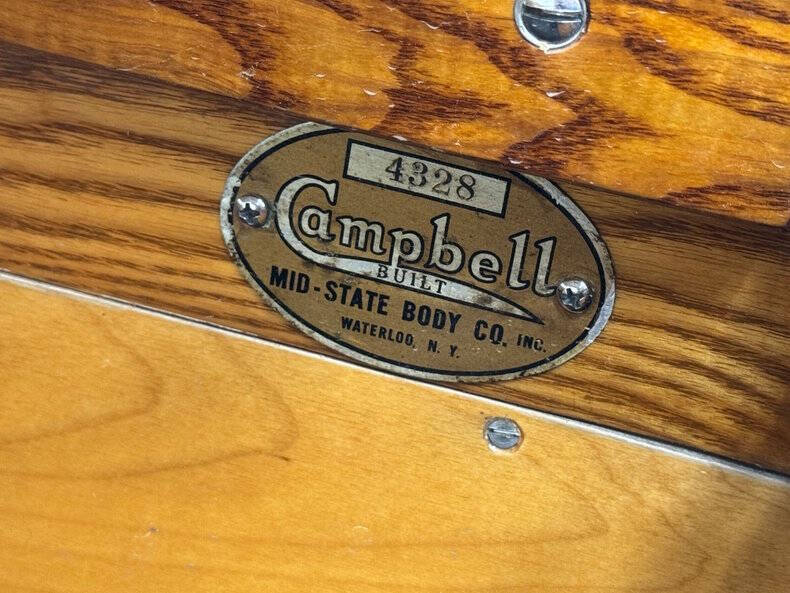 4328
Campbell
BUILT
MID-STATE BODY CO. INC.
WATERLOO, N. Y.